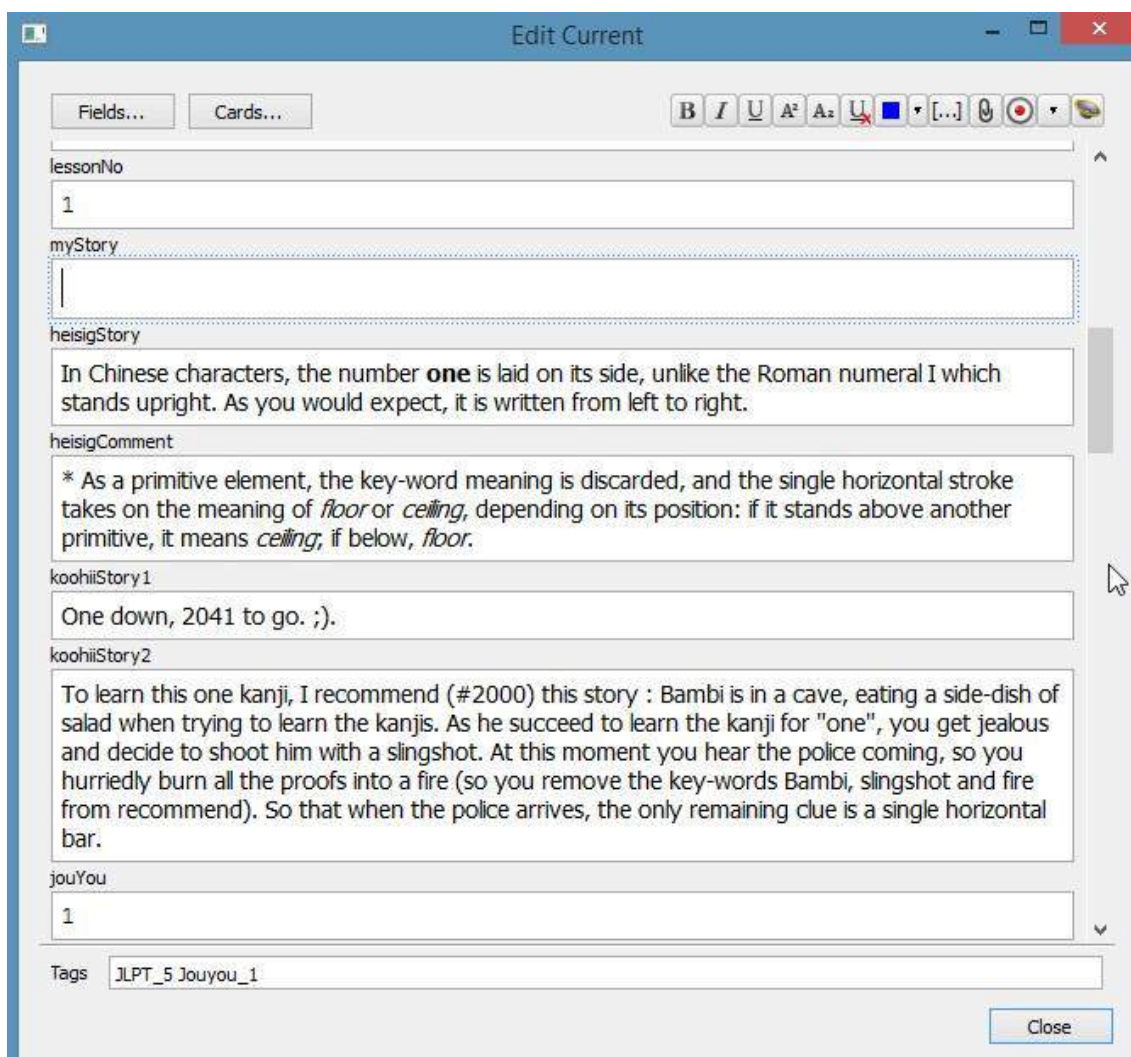 Edit Current
Fields...
Cards...
B I U A² A₂ U [...]
lessonNo
1
myStory
heisigStory
In Chinese characters, the number one is laid on its side, unlike the Roman numeral I which
stands upright. As you would expect, it is written from left to right.
heisigComment
* As a primitive element, the key-word meaning is discarded, and the single horizontal stroke
takes on the meaning of floor or ceiling, depending on its position: if it stands above another
primitive, it means ceiling; if below, floor.
koohiiStory1
One down, 2041 to go. ;).
koohiiStory2
To learn this one kanji, I recommend (#2000) this story : Bambi is in a cave, eating a side-dish of
salad when trying to learn the kanjis. As he succeed to learn the kanji for "one", you get jealous
and decide to shoot him with a slingshot. At this moment you hear the police coming, so you
hurriedly burn all the proofs into a fire (so you remove the key-words Bambi, slingshot and fire
from recommend). So that when the police arrives, the only remaining clue is a single horizontal
bar.
jouYou
1
Tags
JLPT_5 Jouyou_1
Close